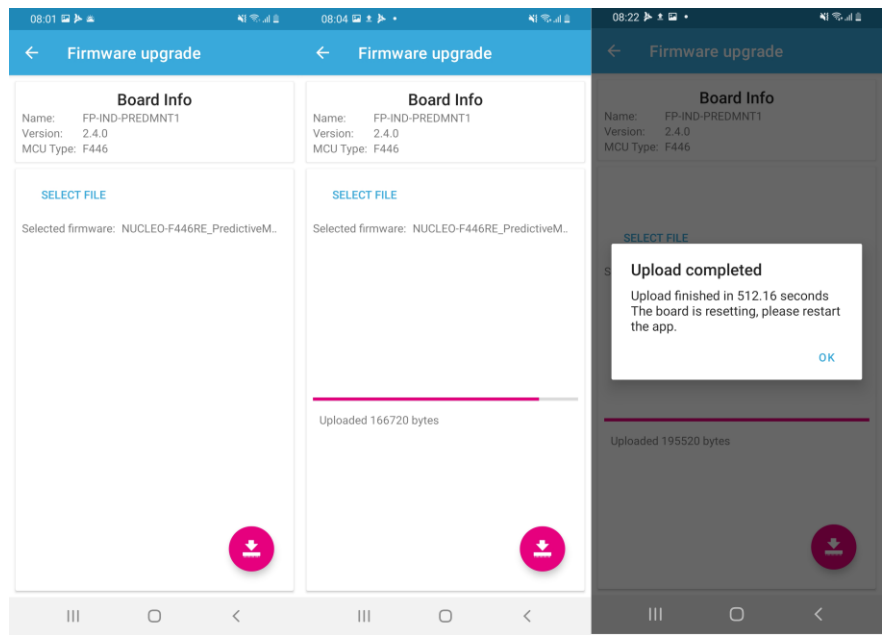 08:01
Firmware upgrade
Board Info
Name: FP-IND-PREDMNT1
Version: 2.4.0
MCU Type: F446
SELECT FILE
Selected firmware: NUCLEO-F446RE_PredictiveM..
08:04
Firmware upgrade
Board Info
Name: FP-IND-PREDMNT1
Version: 2.4.0
MCU Type: F446
SELECT FILE
Selected firmware: NUCLEO-F446RE_PredictiveM..
Uploaded 166720 bytes
08:22
Firmware upgrade
Board Info
Name: FP-IND-PREDMNT1
Version: 2.4.0
MCU Type: F446
SELECT FILE
S
Upload completed
Upload finished in 512.16 seconds
The board is resetting, please restart
the app.
OK
Uploaded 195520 bytes